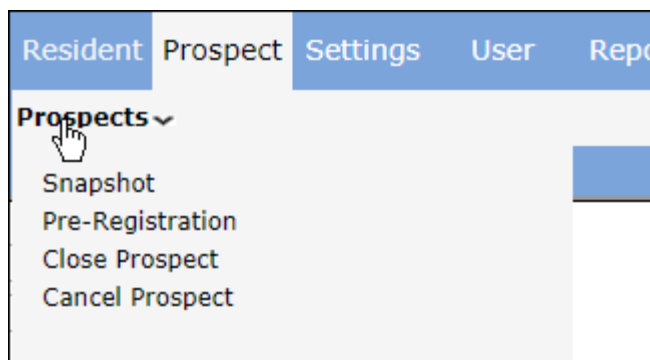 Resident Prospect Settings User
Prospects
Snapshot
Pre-Registration
Close Prospect
Cancel Prospect